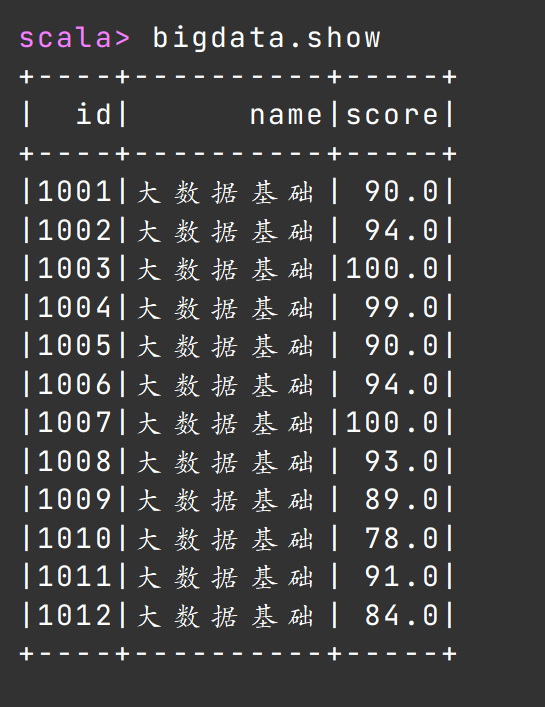 scala> bigdata.show
+----+----------+-----+
|  id|      name|score|
+----+----------+-----+
|1001|大数据基础| 90.0|
|1002|大数据基础| 94.0|
|1003|大数据基础|100.0|
|1004|大数据基础| 99.0|
|1005|大数据基础| 90.0|
|1006|大数据基础| 94.0|
|1007|大数据基础|100.0|
|1008|大数据基础| 93.0|
|1009|大数据基础| 89.0|
|1010|大数据基础| 78.0|
|1011|大数据基础| 91.0|
|1012|大数据基础| 84.0|
+----+----------+-----+